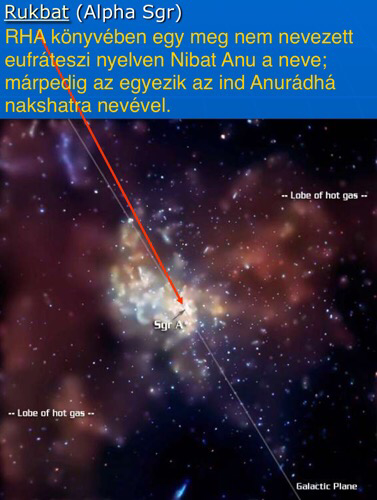 Rukbat (Alpha Sgr)
RHA könyvében egy meg nem nevezett
eufráteszi nyelven Nibat Anu a neve;
márpedig az egyezik az ind Anurádhá
nakshatra nevével.
-- Lobe of hot gas --
Sgr A
-- Lobe of hot gas --
Galactic Plane